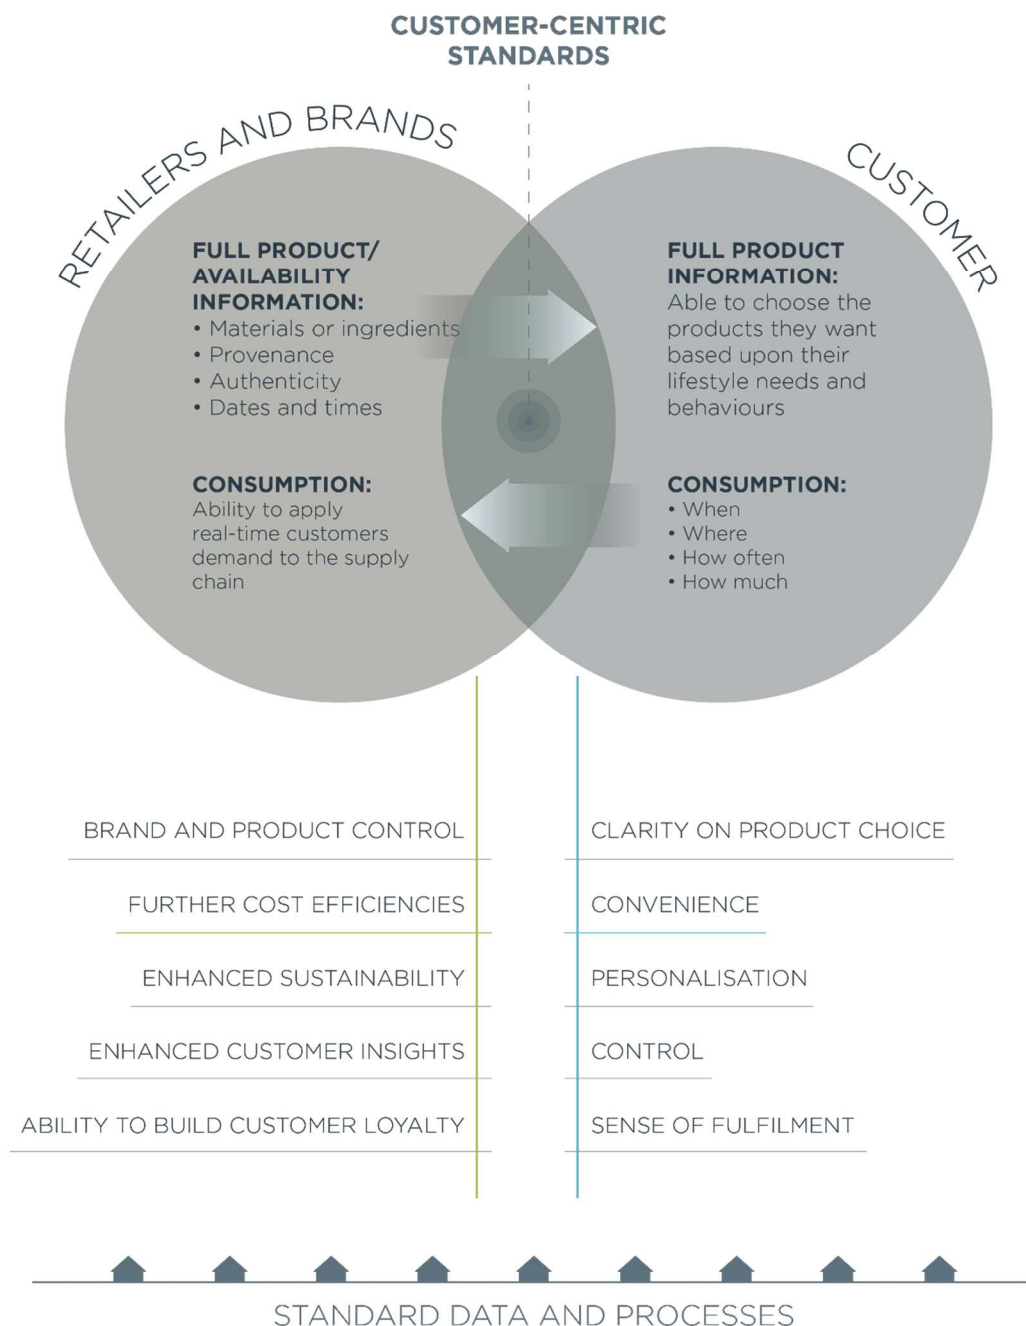 CUSTOMER-CENTRIC
STANDARDS
RETAILERS AND BRANDS
CUSTOMER
FULL PRODUCT/
AVAILABILITY
INFORMATION:
• Materials or ingredients
• Provenance
• Authenticity
• Dates and times
CONSUMPTION:
Ability to apply
real-time customers
demand to the supply
chain
FULL PRODUCT
INFORMATION:
Able to choose the
products they want
based upon their
lifestyle needs and
behaviours
CONSUMPTION:
• When
• Where
• How often
• How much
BRAND AND PRODUCT CONTROL
FURTHER COST EFFICIENCIES
ENHANCED SUSTAINABILITY
ENHANCED CUSTOMER INSIGHTS
ABILITY TO BUILD CUSTOMER LOYALTY
CLARITY ON PRODUCT CHOICE
CONVENIENCE
PERSONALISATION
CONTROL
SENSE OF FULFILMENT
STANDARD DATA AND PROCESSES